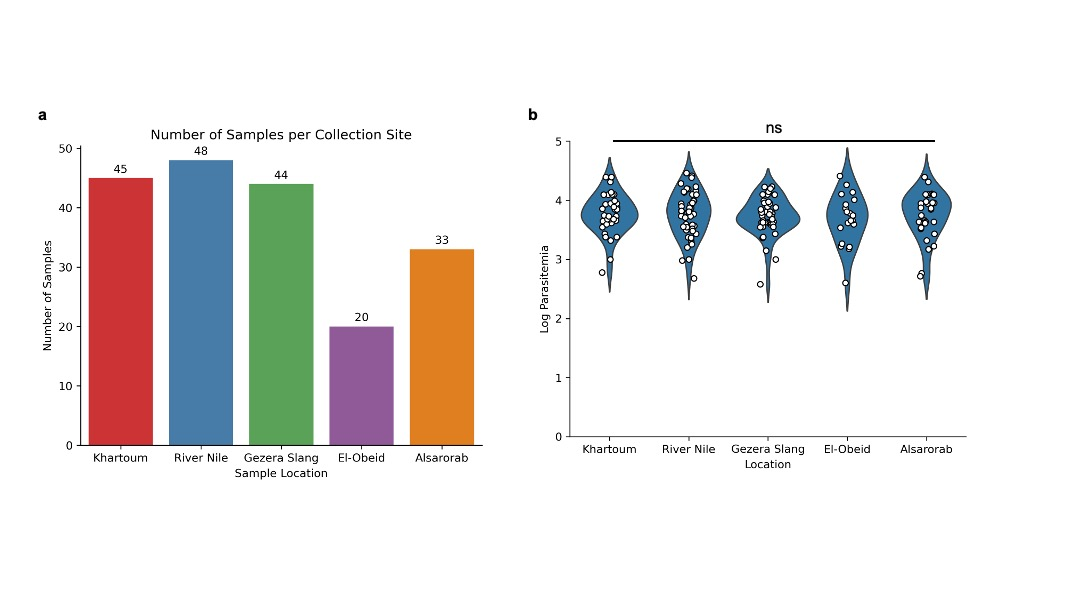 a
Number of Samples per Collection Site
50
40
30
20
10
0
Number of Samples
45
48
44
20
33
Khartoum
River Nile
Gezera Slang
El-Obeid
Alsarorab
Sample Location
b
ns
5
4
3
2
1
0
Log Parasitemia
Khartoum
River Nile
Gezera Slang
El-Obeid
Alsarorab
Location